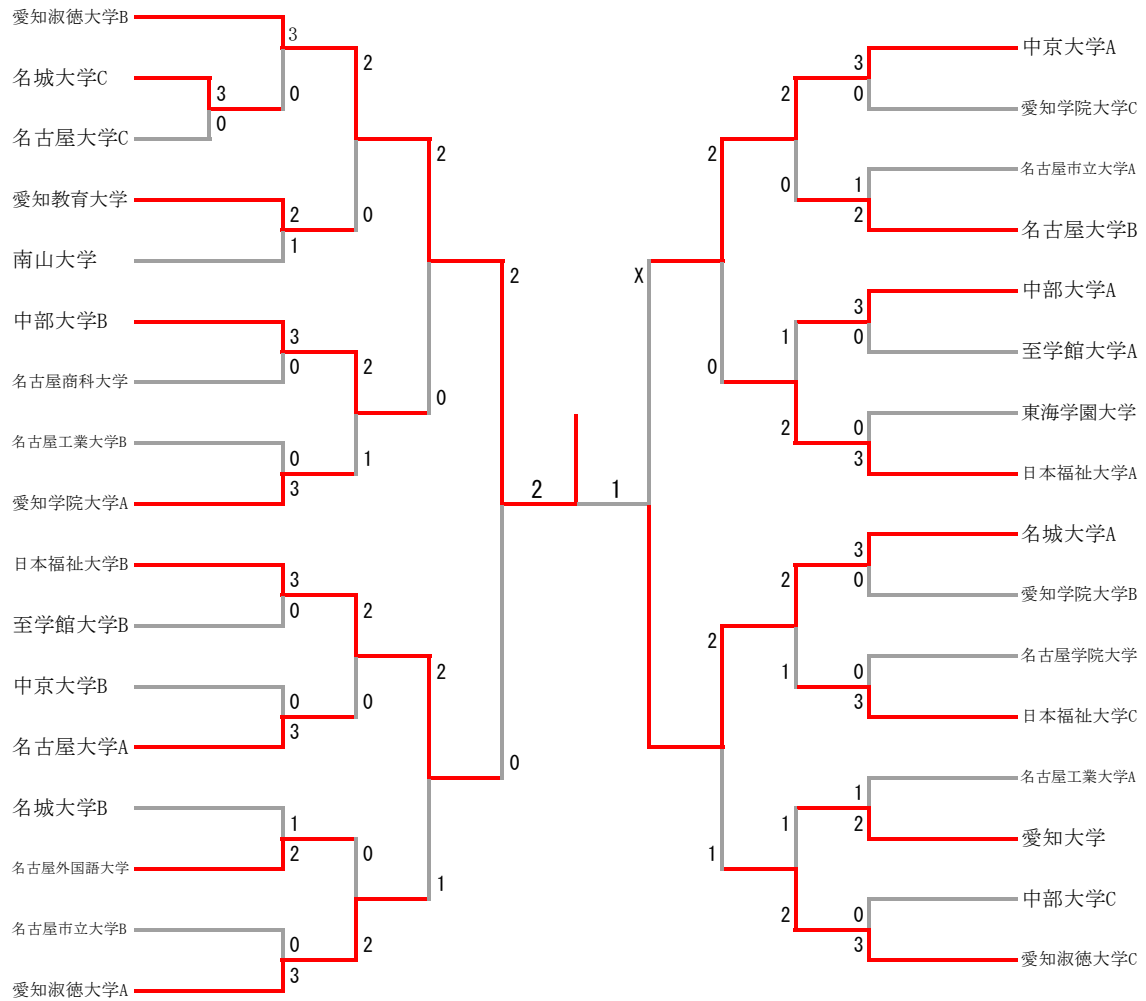 愛知淑徳大学B
名城大学C
名古屋大学C
愛知教育大学
南山大学
中部大学B
名古屋商科大学
名古屋工業大学B
愛知学院大学A
日本福祉大学B
至学館大学B
中京大学B
名古屋大学A
名城大学B
名古屋外国語大学
名古屋市立大学B
愛知淑徳大学A
3
0
3
0
2
1
3
0
0
3
3
0
0
3
1
2
0
3
2
0
2
1
2
0
0
2
2
0
2
1
2
0
2
1
X
2
0
2
1
2
0
1
2
2
1
1
2
3
0
1
2
3
0
0
3
3
0
0
3
1
2
0
3
中京大学A
愛知学院大学C
名古屋市立大学A
名古屋大学B
中部大学A
至学館大学A
東海学園大学
日本福祉大学A
名城大学A
愛知学院大学B
名古屋学院大学
日本福祉大学C
名古屋工業大学A
愛知大学
中部大学C
愛知淑徳大学C